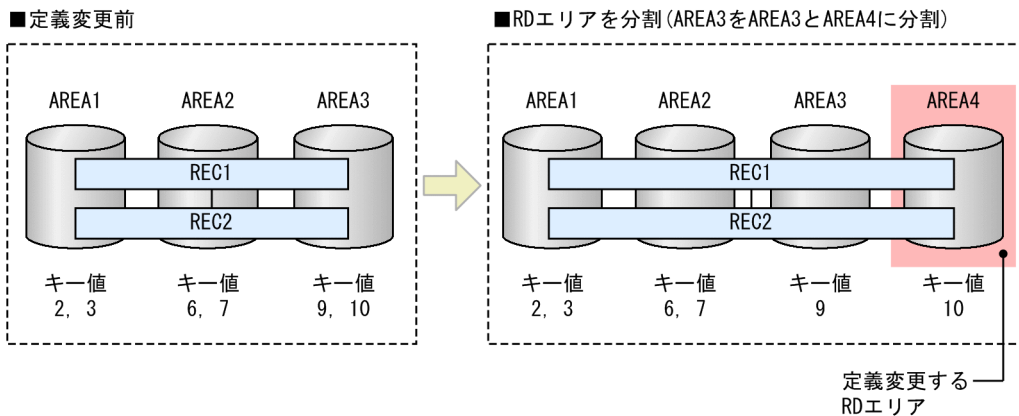 ■定義変更前
AREA1 AREA2 AREA3
REC1
REC2
キー値 キー値 キー値
2, 3 6, 7 9, 10
■RDエリアを分割(AREA3をAREA3とAREA4に分割)
AREA1 AREA2 AREA3 AREA4
REC1
REC2
キー値 キー値 キー値 キー値
2, 3 6, 7 9 10
定義変更する
RDエリア